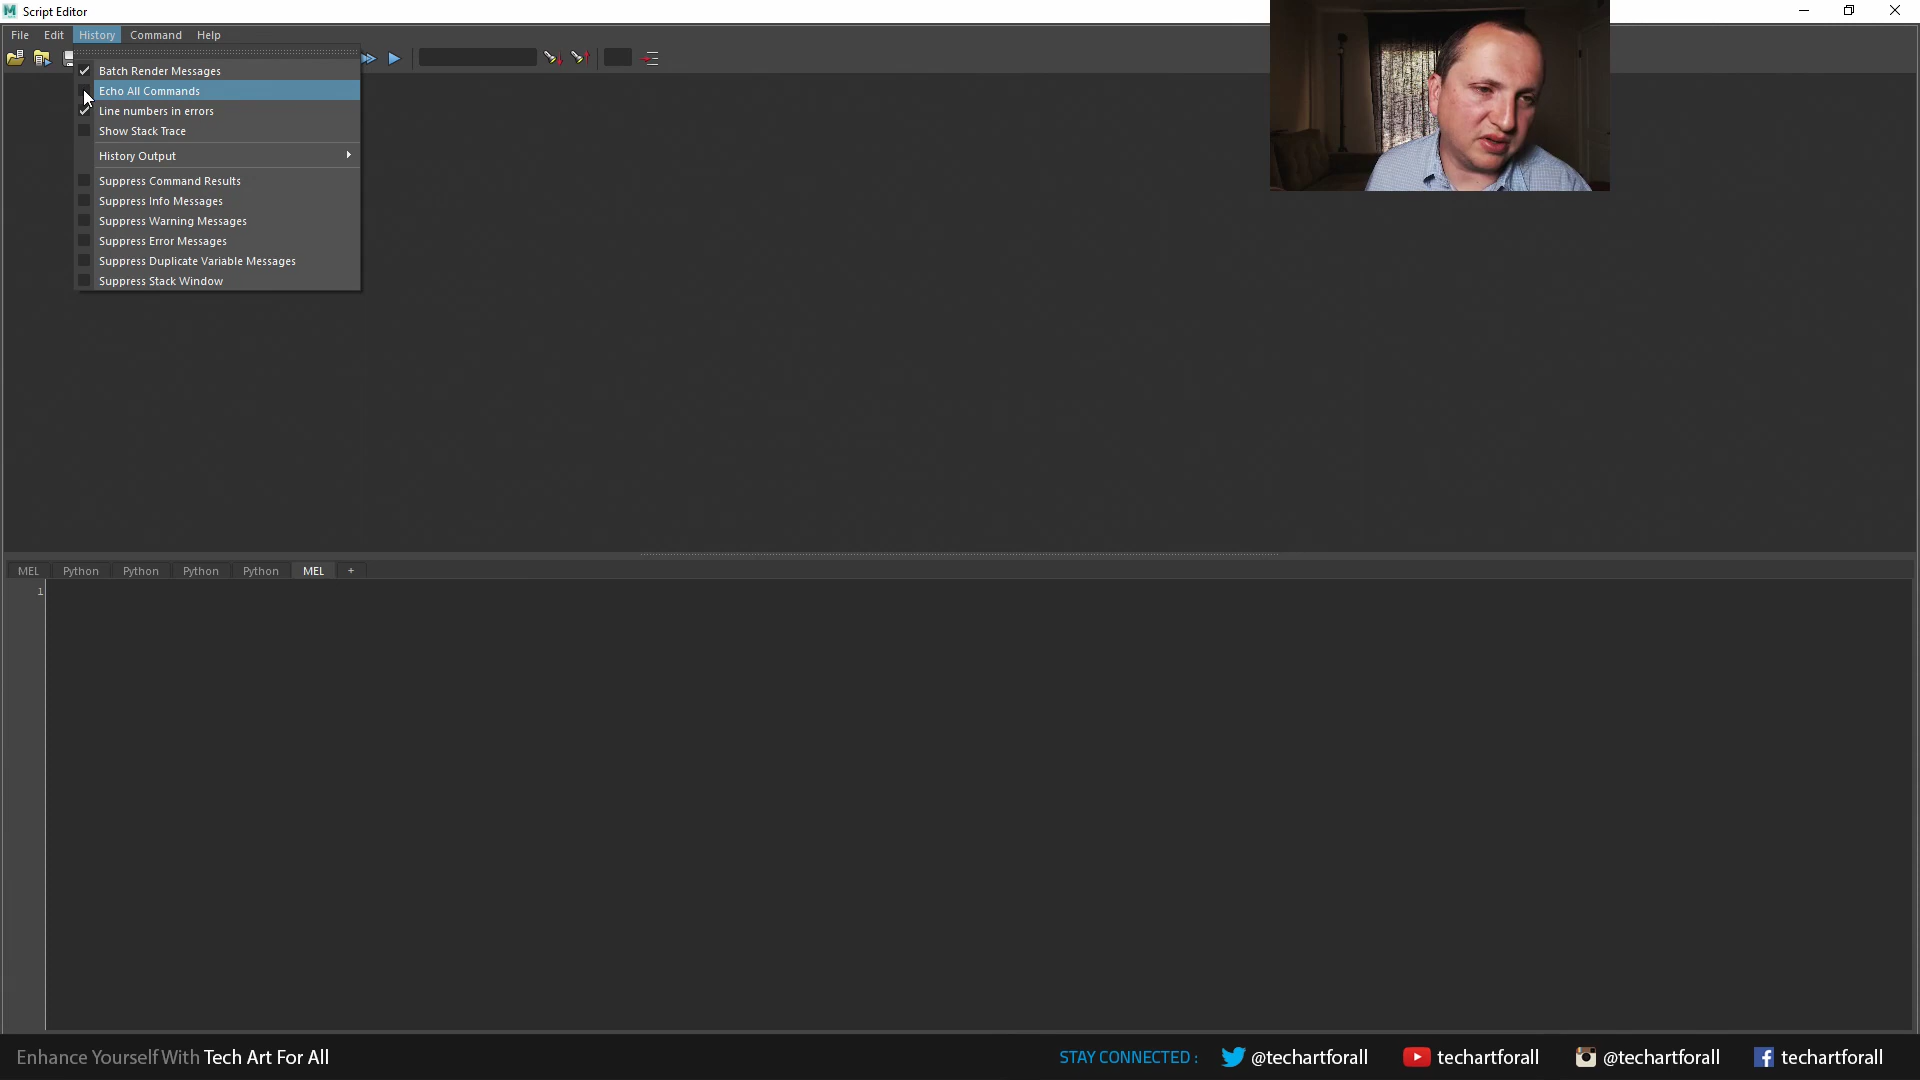 M Script Editor
File Edit History Command Help
Batch Render Messages
Echo All Commands
Line numbers in errors
Show Stack Trace
History Output
Suppress Command Results
Suppress Info Messages
Suppress Warning Messages
Suppress Error Messages
Suppress Duplicate Variable Messages
Suppress Stack Window
MEL Python Python Python Python MEL +
1
Enhance Yourself With Tech Art For All STAY CONNECTED : @techartforall techartforall @techartforall techartforall